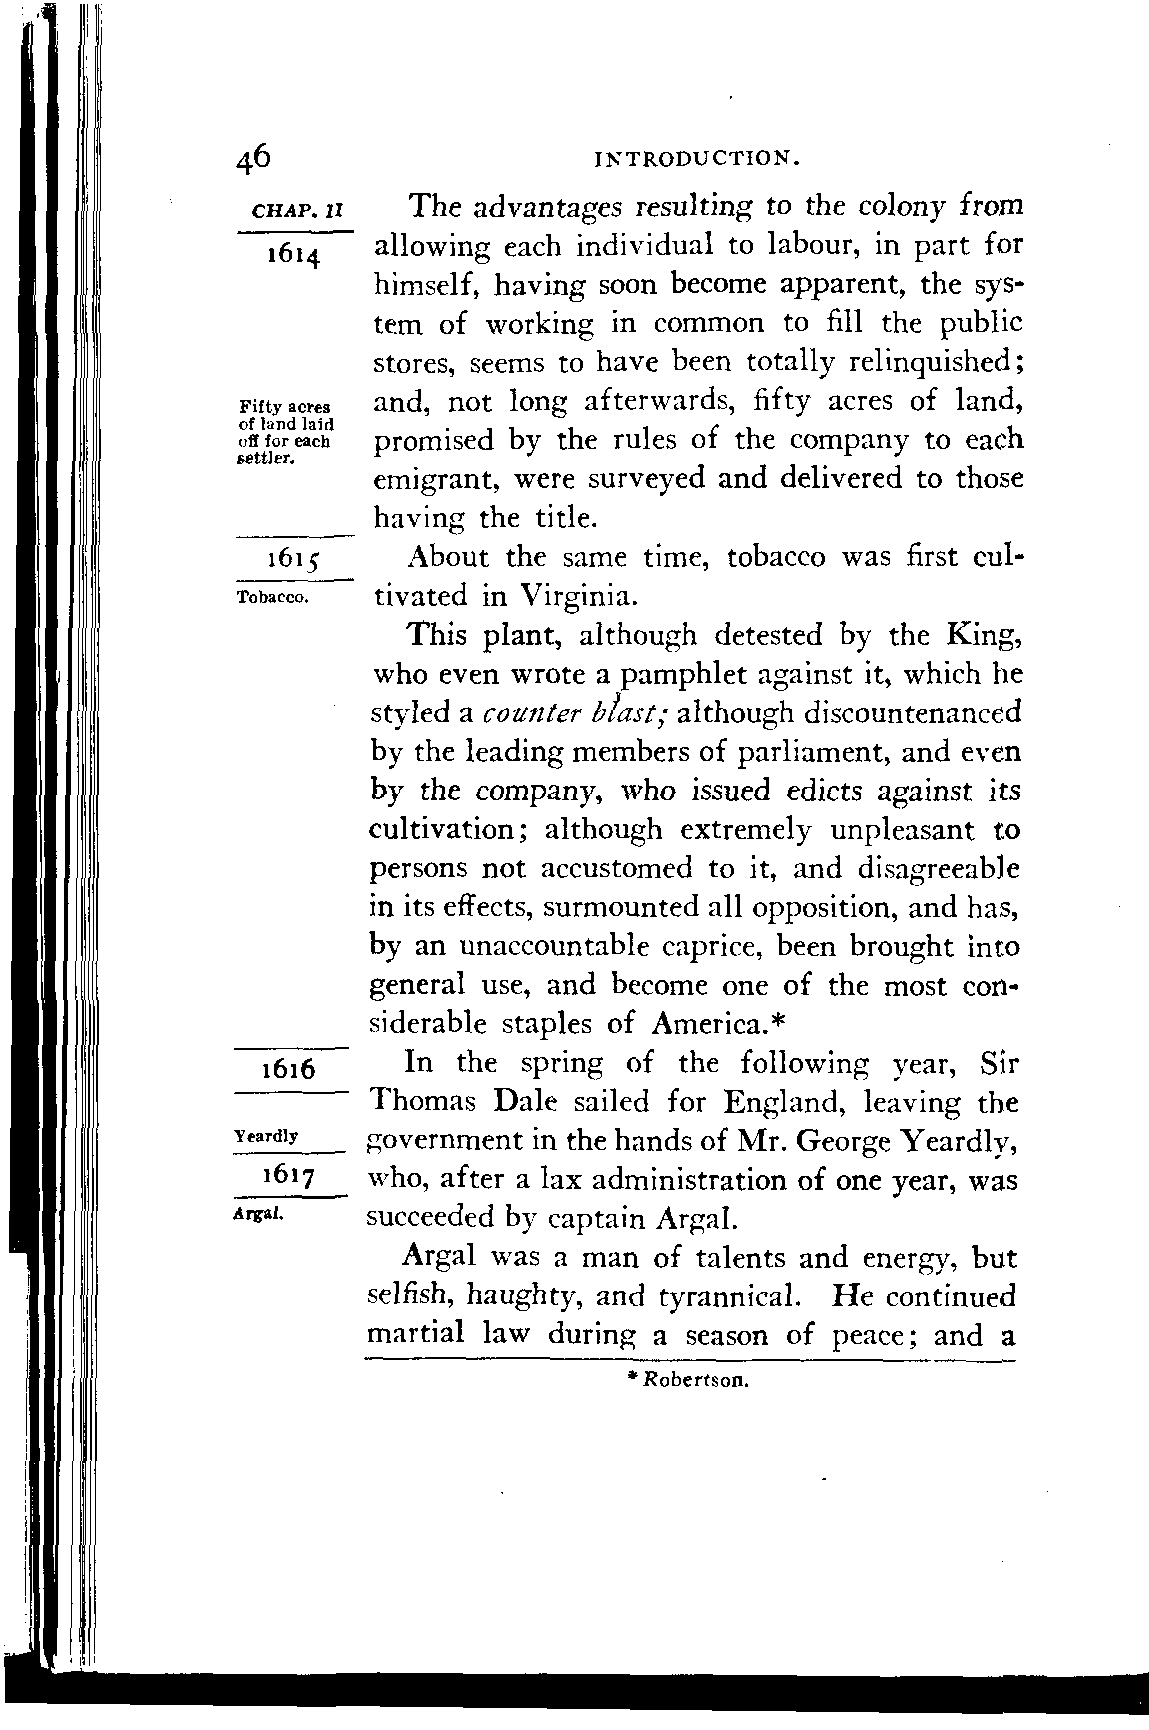 46 INTRODUCTION.
CHAP. II
1614
The advantages resulting to the colony from
allowing each individual to labour, in part for
himself, having soon become apparent, the sys-
tem of working in common to fill the public
stores, seems to have been totally relinquished;
Fifty acres
of land laid
off for each
settler.
and, not long afterwards, fifty acres of land,
promised by the rules of the company to each
emigrant, were surveyed and delivered to those
having the title.
1615
Tobacco.
About the same time, tobacco was first cul-
tivated in Virginia.
This plant, although detested by the King,
who even wrote a pamphlet against it, which he
styled a counter blast; although discountenanced
by the leading members of parliament, and even
by the company, who issued edicts against its
cultivation; although extremely unpleasant to
persons not accustomed to it, and disagreeable
in its effects, surmounted all opposition, and has,
by an unaccountable caprice, been brought into
general use, and become one of the most con-
siderable staples of America.*
1616
In the spring of the following year, Sir
Thomas Dale sailed for England, leaving the
Yeardly
government in the hands of Mr. George Yeardly,
1617
who, after a lax administration of one year, was
Argal.
succeeded by captain Argal.
Argal was a man of talents and energy, but
selfish, haughty, and tyrannical. He continued
martial law during a season of peace; and a
* Robertson.